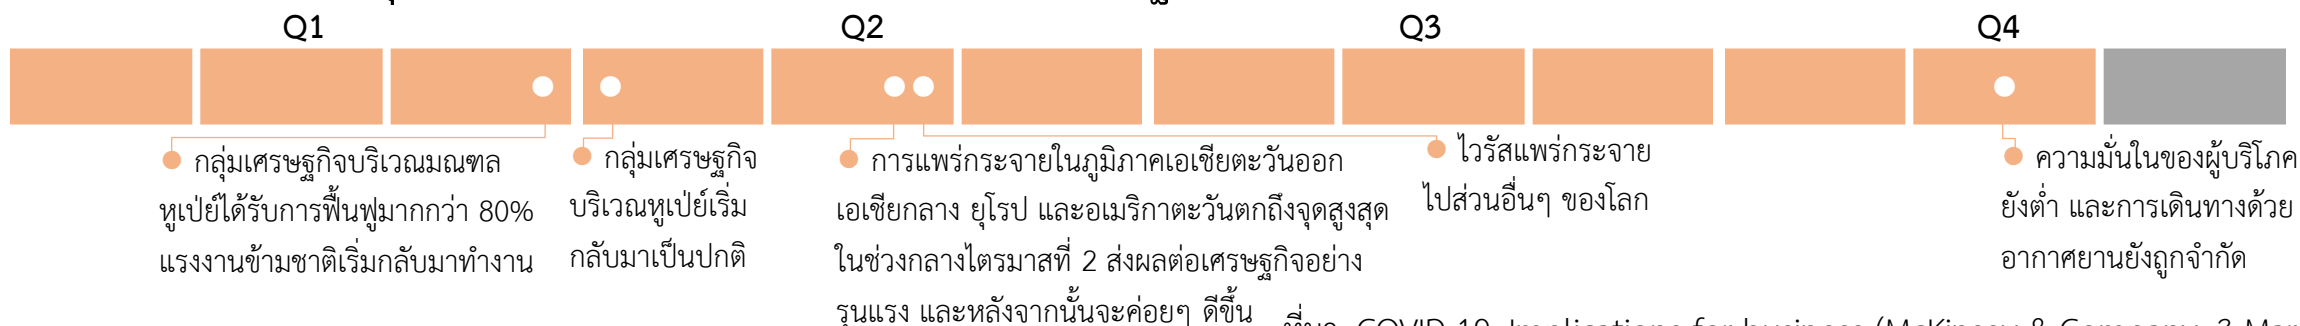 Q1 Q2 Q3 Q4
กลุ่มเศรษฐกิจบริเวณมณฑล
หูเป่ย์ได้รับการฟื้นฟูมากกว่า 80%
แรงงานข้ามชาติเริ่มกลับมาทำงาน
กลุ่มเศรษฐกิจ
บริเวณหูเป่ย์เริ่ม
กลับมาเป็นปกติ
การแพร่กระจายในภูมิภาคเอเชียตะวันออก
เอเชียกลาง ยุโรป และอเมริกาตะวันตกถึงจุดสูงสุด
ในช่วงกลางไตรมาสที่ 2 ส่งผลต่อเศรษฐกิจอย่าง
รุนแรง และหลังจากนั้นจะค่อยๆ ดีขึ้น
ไวรัสแพร่กระจาย
ไปส่วนอื่นๆ ของโลก
ความมั่นในของผู้บริโภค
ยังต่ำ และการเดินทางด้วย
อากาศยานยังถูกจำกัด
COVID-19: Implications for business (McKinsey & Company, 3 Mar